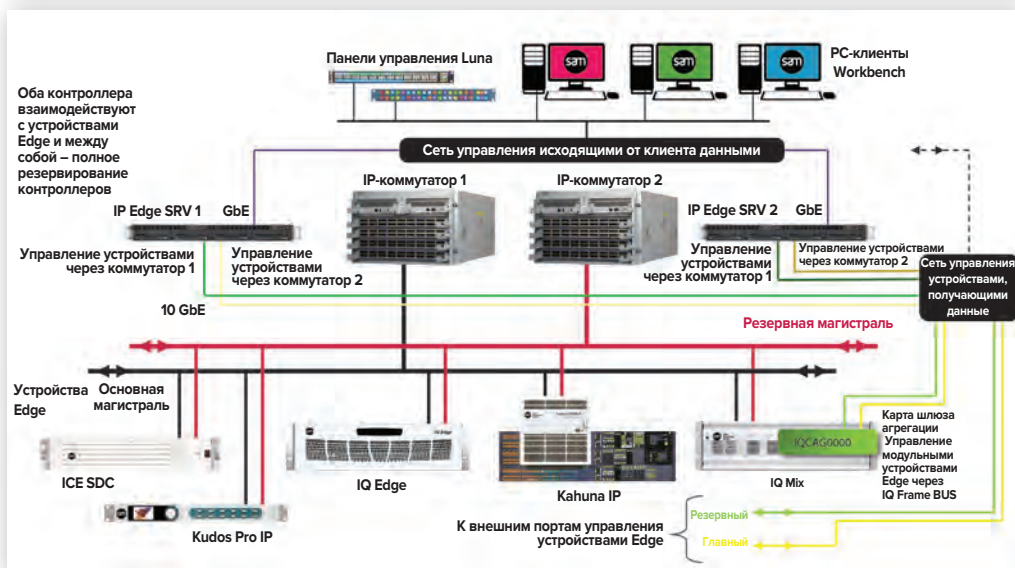 Панели управления Luna
sam
sam
sam
PC-клиенты
Workbench
Оба контроллера
взаимодействуют
с устройствами
Edge и между
собой – полное
резервирование
контроллеров
Сеть управления исходящими от клиента данными
IP-коммутатор 1
IP-коммутатор 2
IP Edge SRV 1
GbE
IP Edge SRV 2
GbE
Управление устройствами
через коммутатор 1
Управление
устройствами
через коммутатор 2
Управление
устройствами
через коммутатор 1
Управление устройствами
через коммутатор 2
Сеть управления
устройствами,
получающими
данные
10 GbE
Резервная магистраль
Устройства
Edge
Основная
магистраль
ICE SDC
Kudos Pro IP
IQ Edge
Kahuna IP
IQCAG0000
IQ Mix
Карта шлюза
агрегации
Управление
модульными
устройствами
Edge через
IQ Frame BUS
К внешним портам управления
устройствами Edge
Резервный
Главный